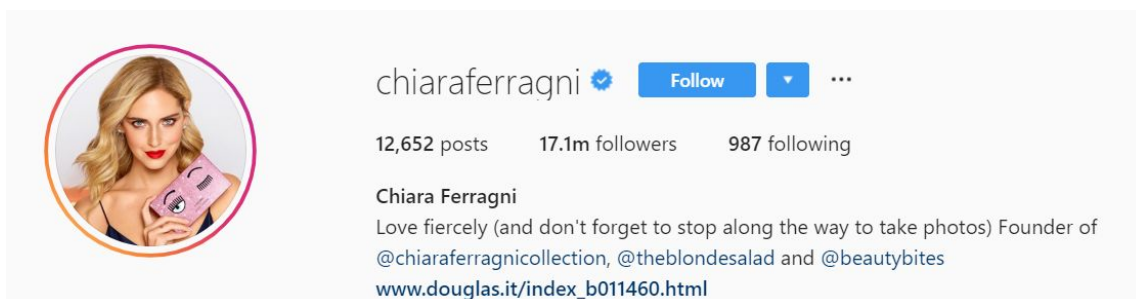 chiaraferragni Follow
12,652 posts 17.1m followers 987 following
Chiara Ferragni
Love fiercely (and don't forget to stop along the way to take photos) Founder of
@chiaraferragnicollection, @theblondesalad and @beautybites
www.douglas.it/index_b011460.html